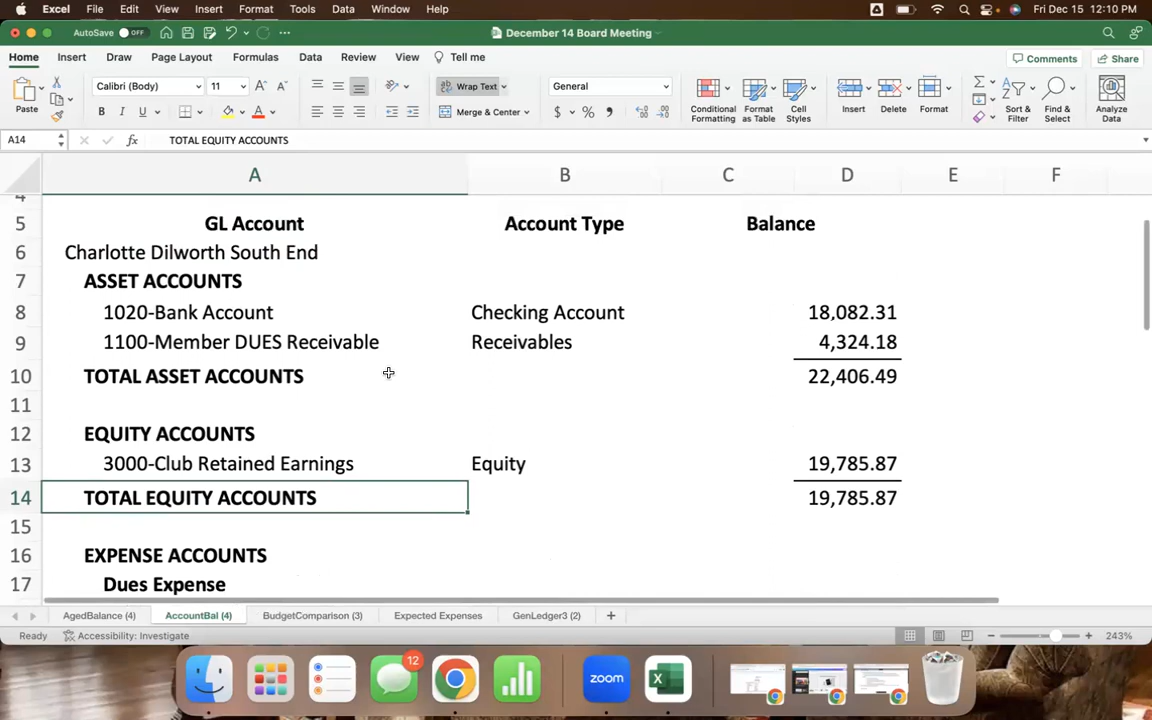 Excel File Edit View Insert Format Tools Data Window Help Fri Dec 15 12:10 PM
AutoSave OFF December 14 Board Meeting
Home Insert Draw Page Layout Formulas Data Review View Tell me Comments Share
Paste Calibri (Body) 11 A A Wrap Text General Conditional Formatting Format as Table Cell Styles Insert Delete Format Sort & Filter Find & Select Analyze Data
B I U A Merge & Center $ % 9
A14 fx TOTAL EQUITY ACCOUNTS
A B C D E F
4
5 GL Account Account Type Balance
6 Charlotte Dilworth South End
7 ASSET ACCOUNTS
8 1020-Bank Account Checking Account 18,082.31
9 1100-Member DUES Receivable Receivables 4,324.18
10 TOTAL ASSET ACCOUNTS 22,406.49
11
12 EQUITY ACCOUNTS
13 3000-Club Retained Earnings Equity 19,785.87
14 TOTAL EQUITY ACCOUNTS 19,785.87
15
16 EXPENSE ACCOUNTS
17 Dues Expense
AgedBalance (4) AccountBal (4) BudgetComparison (3) Expected Expenses GenLedger3 (2) +
Ready Accessibility: Investigate 243%
12
zoom X